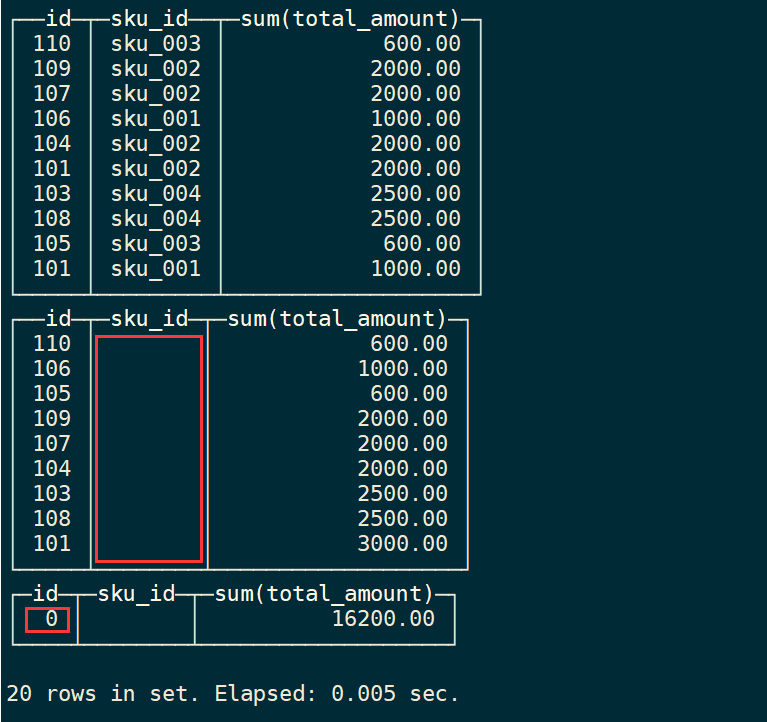 id sku_id sum(total_amount)
110 sku_003 600.00
109 sku_002 2000.00
107 sku_002 2000.00
106 sku_001 1000.00
104 sku_002 2000.00
101 sku_002 2000.00
103 sku_004 2500.00
108 sku_004 2500.00
105 sku_003 600.00
101 sku_001 1000.00
id sku_id sum(total_amount)
110 600.00
106 1000.00
105 600.00
109 2000.00
107 2000.00
104 2000.00
103 2500.00
108 2500.00
101 3000.00
id sku_id sum(total_amount)
0 16200.00
20 rows in set. Elapsed: 0.005 sec.